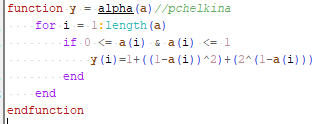 function y = alpha(a)//pchelkina
    for i = 1:length(a)
        if 0 <= a(i) & a(i) <= 1
            y(i)=1+((1-a(i))^2)+(2^(1-a(i)))
        end
    end
endfunction